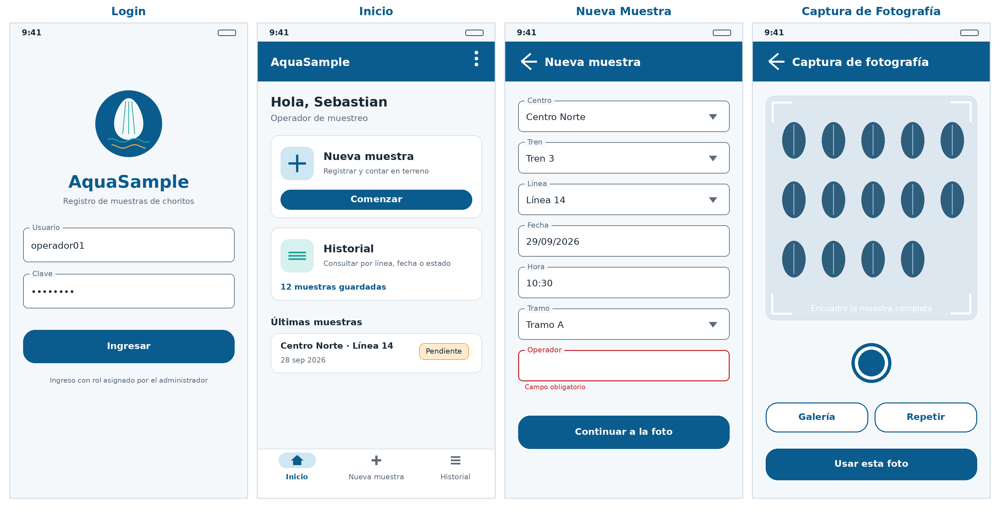 Login
9:41
AquaSample
Registro de muestras de choritos
Usuario
operador01
Clave
••••••••
Ingresar
Ingreso con rol asignado por el administrador
Inicio
9:41
AquaSample
Hola, Sebastian
Operador de muestreo
Nueva muestra
Registrar y contar en terreno
Comenzar
Historial
Consultar por línea, fecha o estado
12 muestras guardadas
Últimas muestras
Centro Norte · Línea 14
Pendiente
28 sep 2026
Inicio
Nueva muestra
Historial
Nueva Muestra
9:41
Nueva muestra
Centro
Centro Norte
Tren
Tren 3
Línea
Línea 14
Fecha
29/09/2026
Hora
10:30
Tramo
Tramo A
Operador
Campo obligatorio
Continuar a la foto
Captura de Fotografía
9:41
Captura de fotografía
Encuadre la muestra completa
Galería
Repetir
Usar esta foto